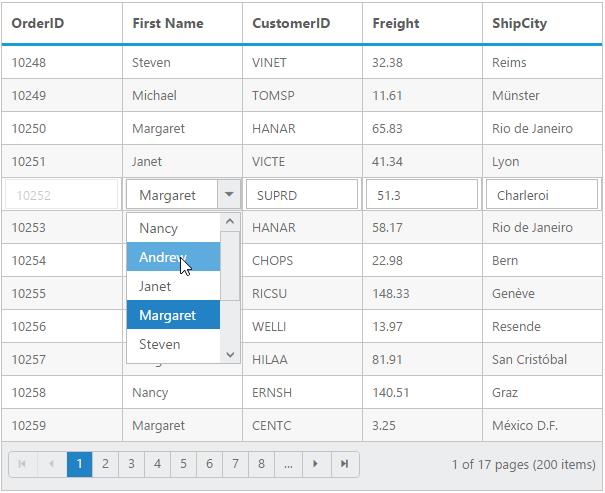 OrderID First Name CustomerID Freight ShipCity
10248 Steven VINET 32.38 Reims
10249 Michael TOMSP 11.61 Münster
10250 Margaret HANAR 65.83 Rio de Janeiro
10251 Janet VICTE 41.34 Lyon
10252 Margaret SUPRD 51.3 Charleroi
10253 Nancy HANAR 58.17 Rio de Janeiro
10254 Andrew CHOPS 22.98 Bern
10255 Janet RICSU 148.33 Genève
10256 Margaret WELLI 13.97 Resende
10257 Steven HILAA 81.91 San Cristóbal
10258 Nancy ERNSH 140.51 Graz
10259 Margaret CENTC 3.25 México D.F.
1 2 3 4 5 6 7 8 ... 1 of 17 pages (200 items)